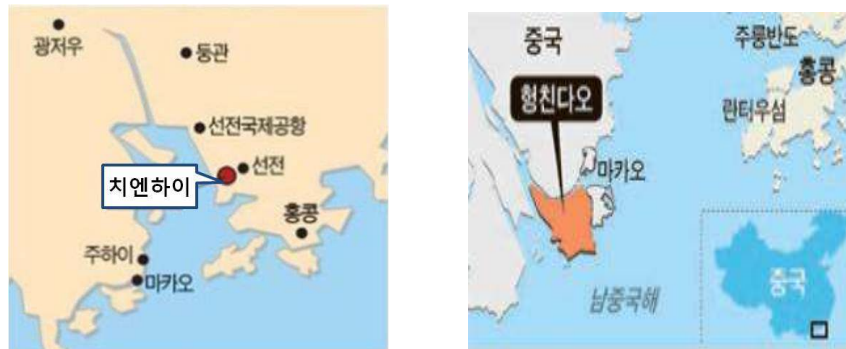 광저우
둥관
선전국제공항
치엔하이
선전
홍콩
주하이
마카오
중국
주룽반도
홍콩
헝친다오
란터우섬
마카오
남중국해
중국